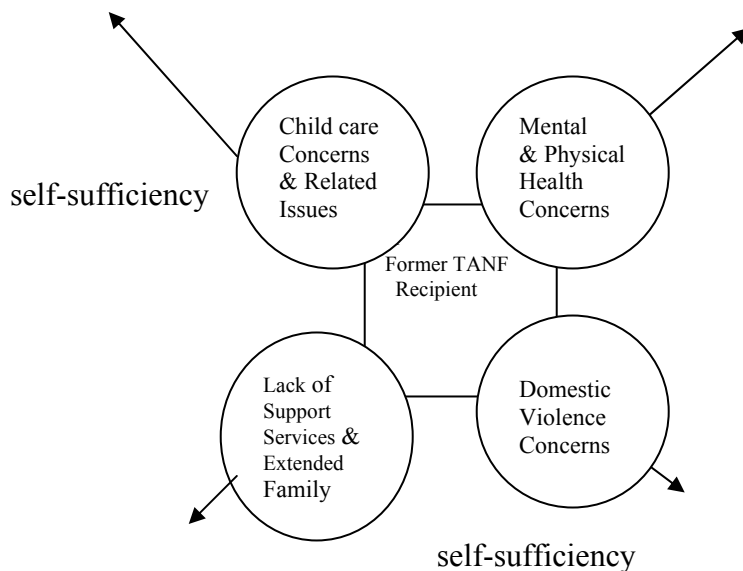 Child care
Concerns
& Related
Issues
Mental
& Physical
Health
Concerns
self-sufficiency
Former TANF
Recipient
Lack of
Support
Services &
Extended
Family
Domestic
Violence
Concerns
self-sufficiency